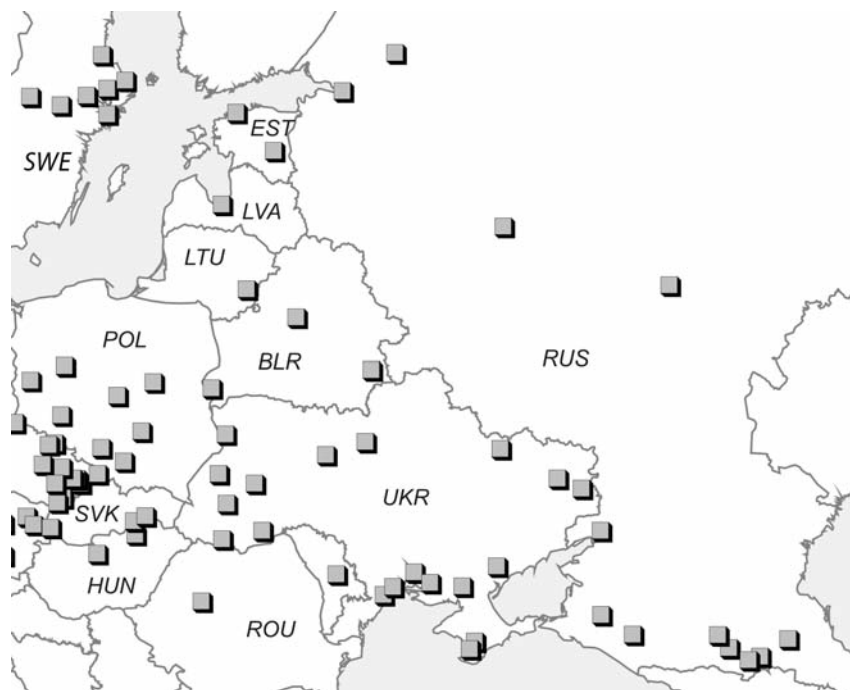 EST
SWE
LVA
LTU
POL
BLR
RUS
UKR
SVK
HUN
ROU